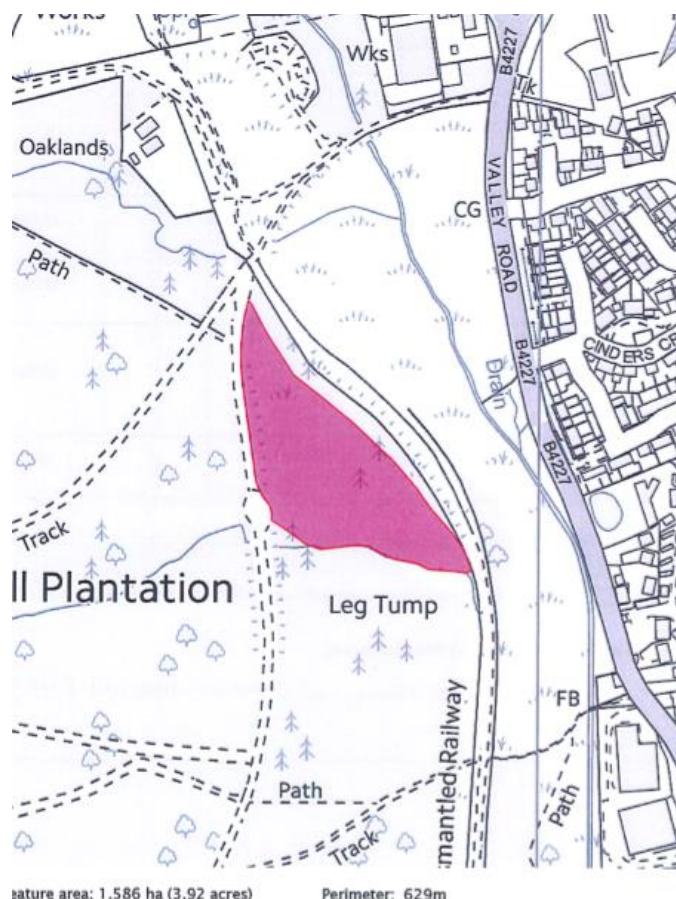 Works
Wks
B4227
Tk
Oaklands
VALLEY ROAD
CG
Path
CINDERS CR
B4227
Drain
B4227
Track
ll Plantation
Leg Tump
FB
mantled Railway
Path
Path
Track
eature area: 1.586 ha (3.92 acres) Perimeter: 629m